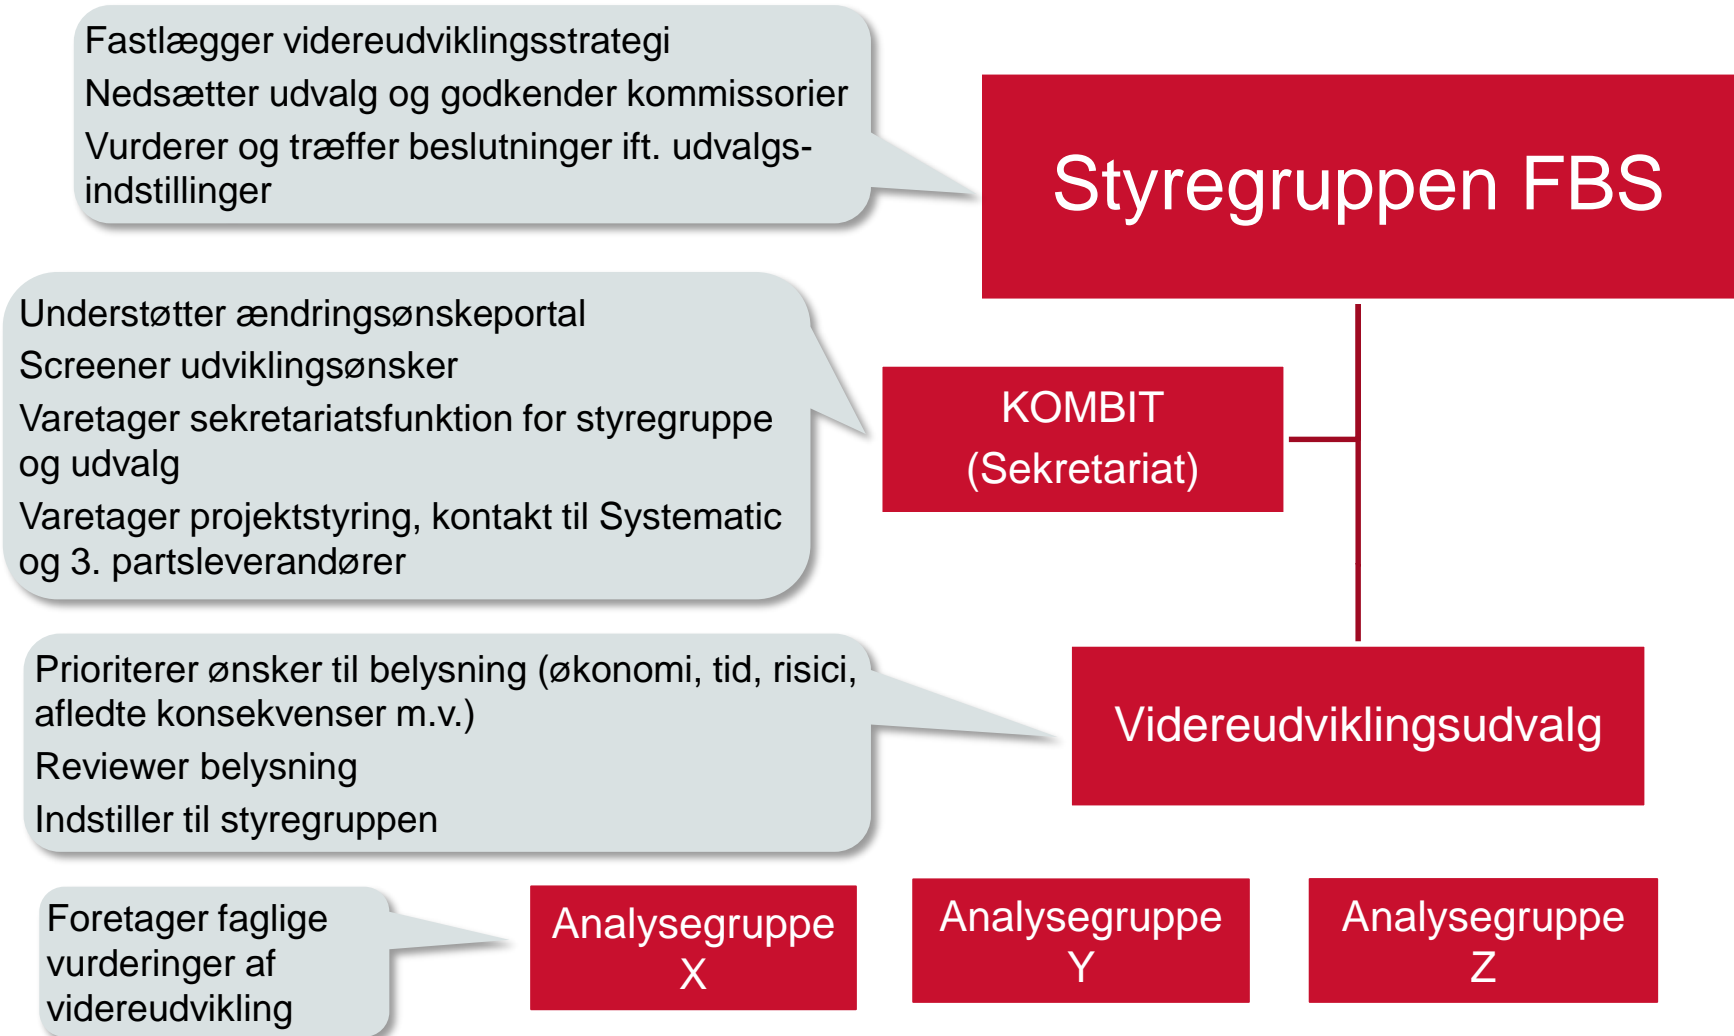 Fastlægger videreudviklingsstrategi
Nedsætter udvalg og godkender kommissorier
Vurderer og træffer beslutninger ift. udvalgs-
indstillinger
Styregruppen FBS
Understøtter ændringsønskeportal
Screener udviklingsønsker
Varetager sekretariatsfunktion for styregruppe
og udvalg
Varetager projektstyring, kontakt til Systematic
og 3. partsleverandører
KOMBIT
(Sekretariat)
Prioriterer ønsker til belysning (økonomi, tid, risici,
afledte konsekvenser m.v.)
Reviewer belysning
Indstiller til styregruppen
Videreudviklingsudvalg
Foretager faglige
vurderinger af
videreudvikling
Analysegruppe
X
Analysegruppe
Y
Analysegruppe
Z